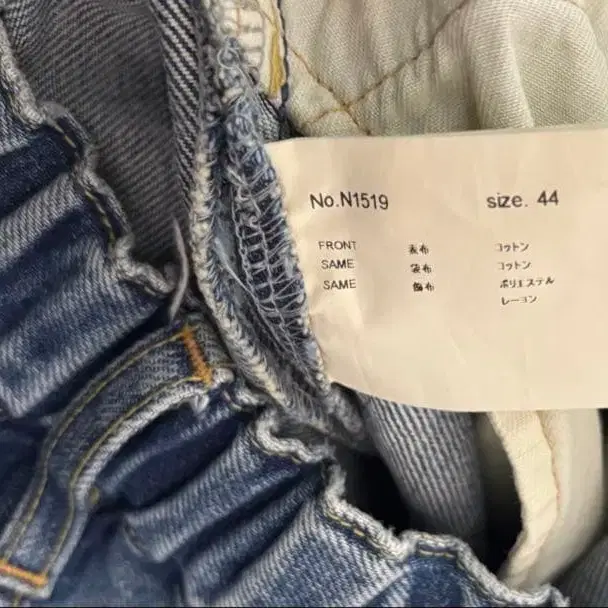 No.N1519 size. 44
FRONT 表布 コットン
SAME 袋布 コットン
SAME 飾布 ポリエステル
レーヨン